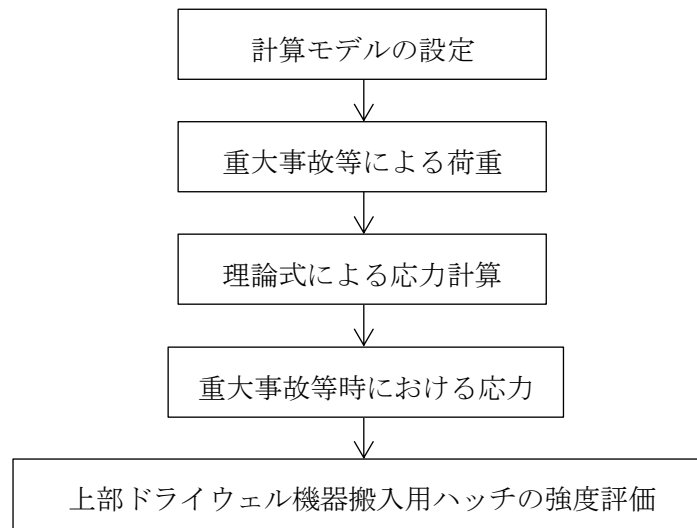 計算モデルの設定
重大事故等による荷重
理論式による応力計算
重大事故等時における応力
上部ドライウェル機器搬入用ハッチの強度評価